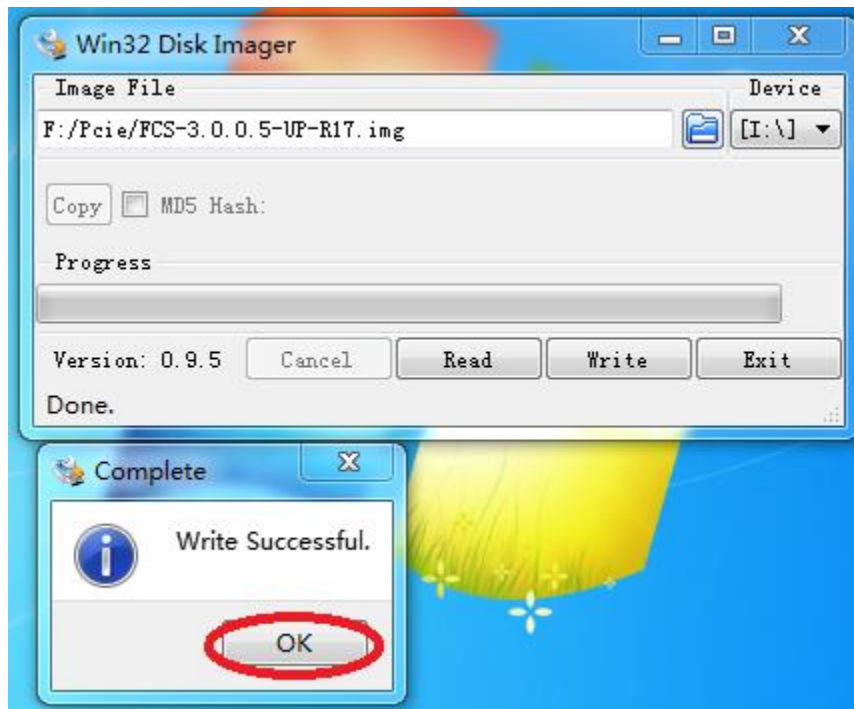 Win32 Disk Imager
Image File
Device
F:/Pcie/FCS-3.0.0.5-UP-R17.img
[I:\]
Copy
MD5 Hash:
Progress
Version: 0.9.5
Cancel
Read
Write
Exit
Done.
Complete
Write Successful.
OK